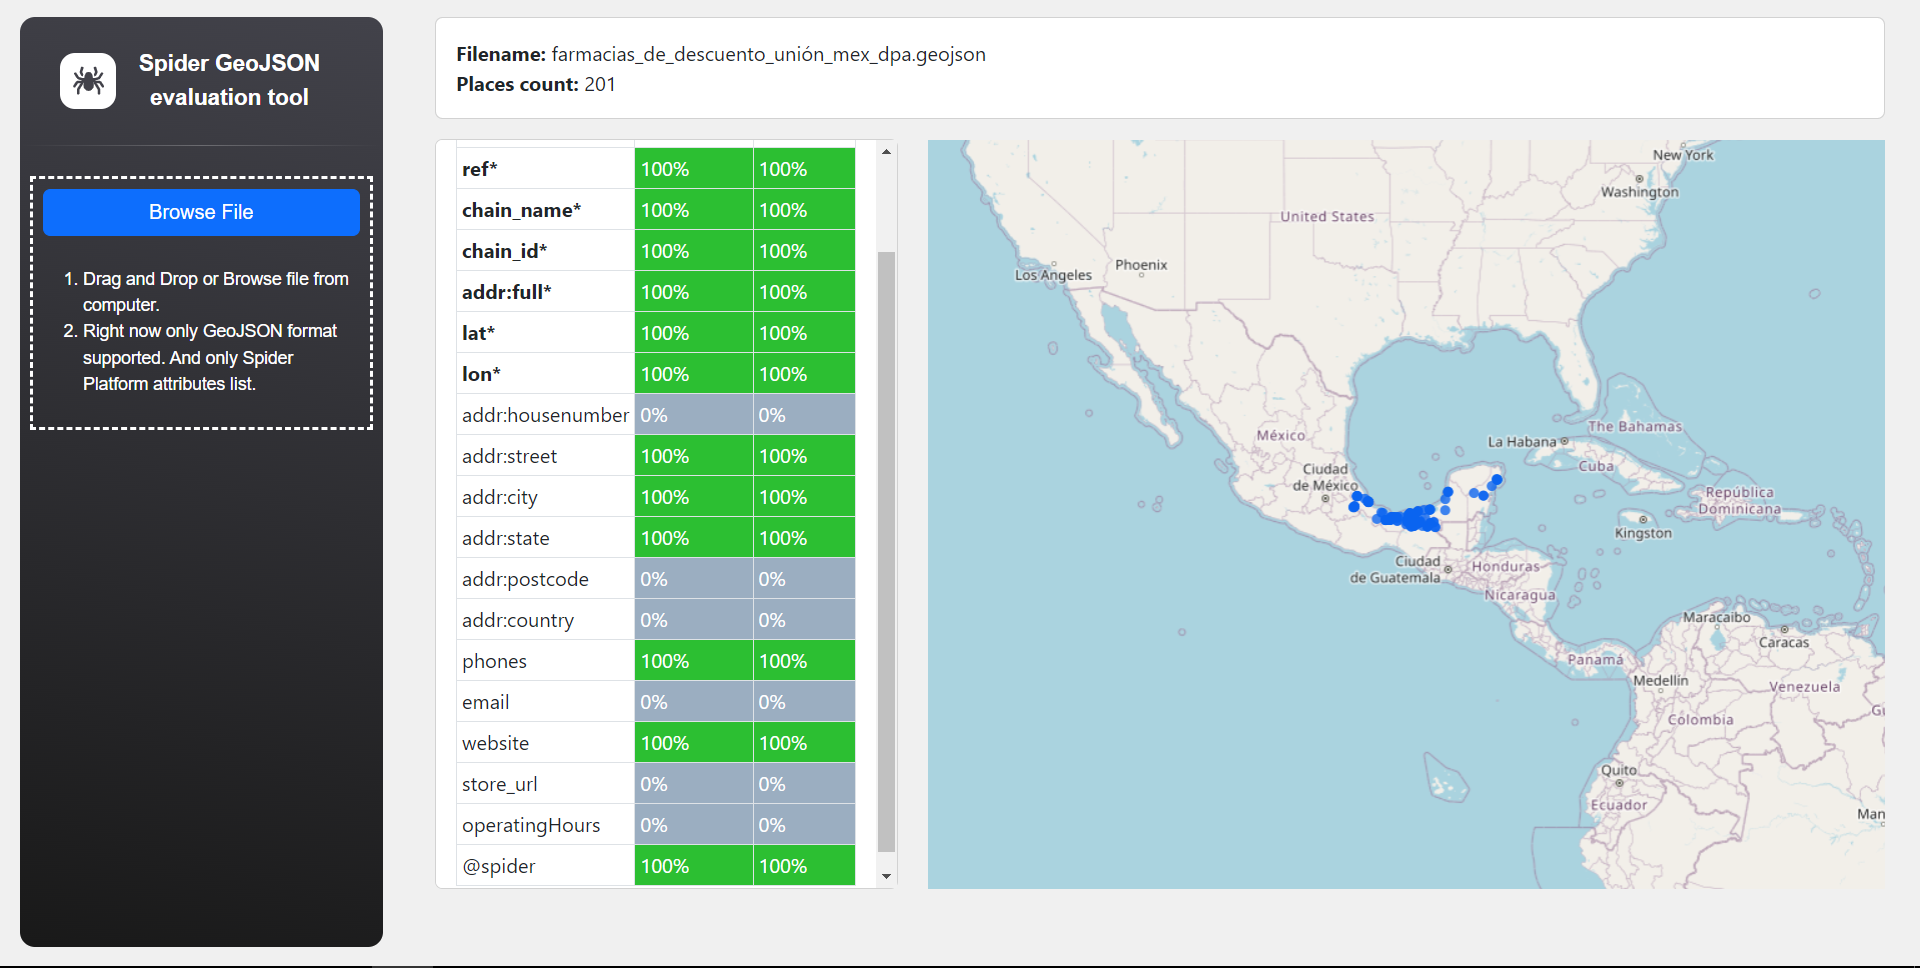 Spider GeoJSON
evaluation tool
Browse File
1. Drag and Drop or Browse file from
computer.
2. Right now only GeoJSON format
supported. And only Spider
Platform attributes list.
Filename: farmacias_de_descuento_unión_mex_dpa.geojson
Places count: 201
ref* 100% 100%
chain_name* 100% 100%
chain_id* 100% 100%
addr:full* 100% 100%
lat* 100% 100%
lon* 100% 100%
addr:housenumber 0% 0%
addr:street 100% 100%
addr:city 100% 100%
addr:state 100% 100%
addr:postcode 0% 0%
addr:country 0% 0%
phones 100% 100%
email 0% 0%
website 100% 100%
store_url 0% 0%
operatingHours 0% 0%
@spider 100% 100%
New York
Washington
United States
Phoenix
Los Angeles
The Bahamas
México
La Habana
Cuba
Ciudad
de México
República
Dominicana
Kingston
Ciudad
de Guatemala
Honduras
Nicaragua
Maracaibo
Caracas
Panamá
Medellín
Venezuela
Colombia
Gu
Quito
Ecuador
Man